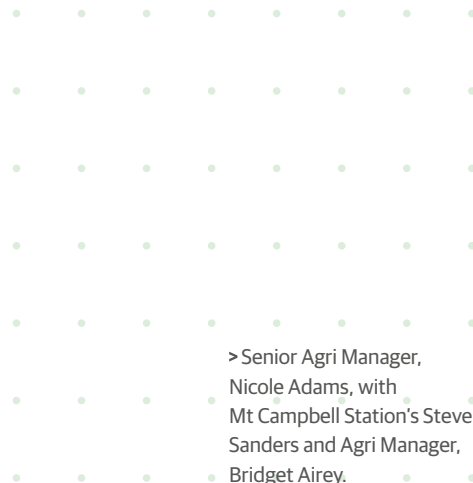 > Senior Agri Manager,
Nicole Adams, with
Mt Campbell Station's Steve
Sanders and Agri Manager,
Bridget Airey.